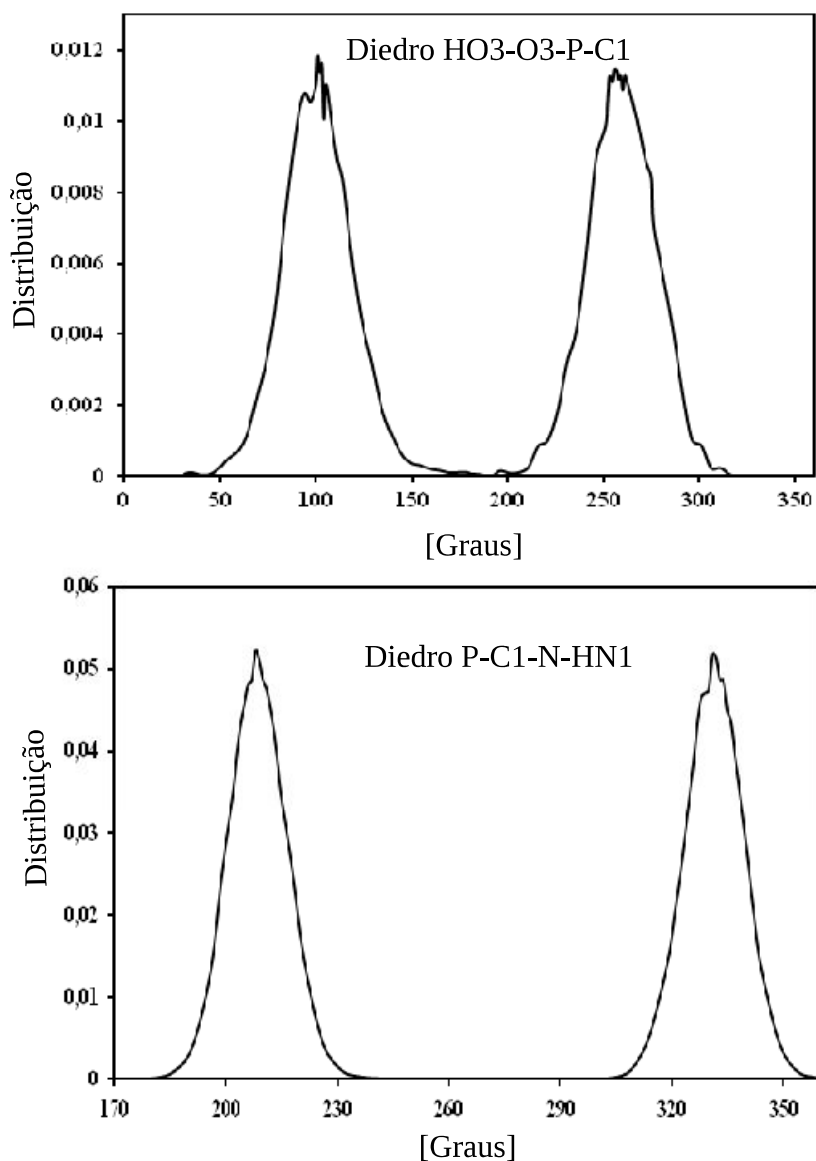 Diedro HO3-O3-P-C1
Distribuição
0,012
0,01
0,008
0,006
0,004
0,002
0
0 50 100 150 200 250 300 350
[Graus]
Diedro P-C1-N-HN1
Distribuição
0,06
0,05
0,04
0,03
0,02
0,01
0
170 200 230 260 290 320 350
[Graus]